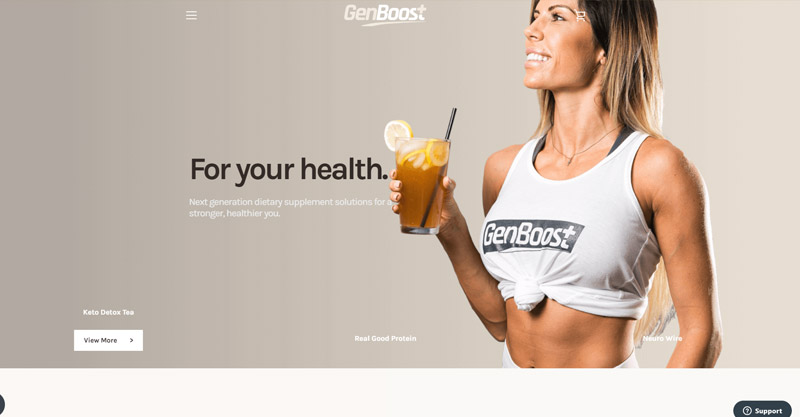 GenBoost
For your health.
Next generation dietary supplement solutions for a
stronger, healthier you.
GenBoost
Keto Detox Tea
View More >
Real Good Protein
Neuro Wire
Support